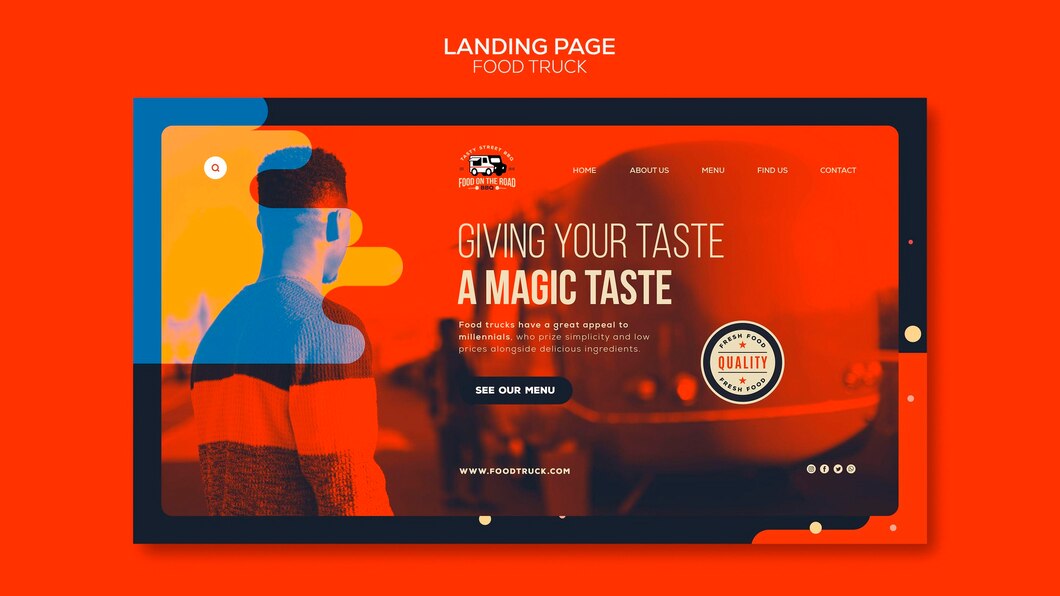 LANDING PAGE
FOOD TRUCK
TASTY STREET BBQ
FOOD ON THE ROAD
BBQ
HOME
ABOUT US
MENU
FIND US
CONTACT
GIVING YOUR TASTE
A MAGIC TASTE
Food trucks have a great appeal to
millennials, who prize simplicity and low
prices alongside delicious ingredients.
SEE OUR MENU
FRESH FOOD
QUALITY
FRESH FOOD
WWW.FOODTRUCK.COM